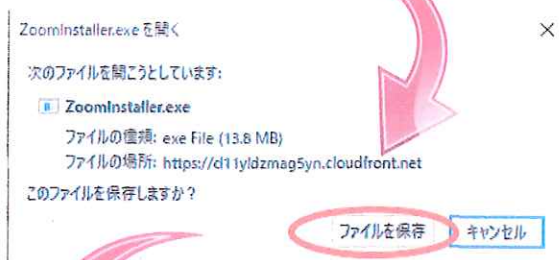 ZoomInstaller.exe を開く
次のファイルを開こうとしています:
ZoomInstaller.exe
ファイルの種類: exe File (13.8 MB)
ファイルの場所: https://d11yldzmag5yn.cloudfront.net
このファイルを保存しますか?
ファイルを保存
キャンセル